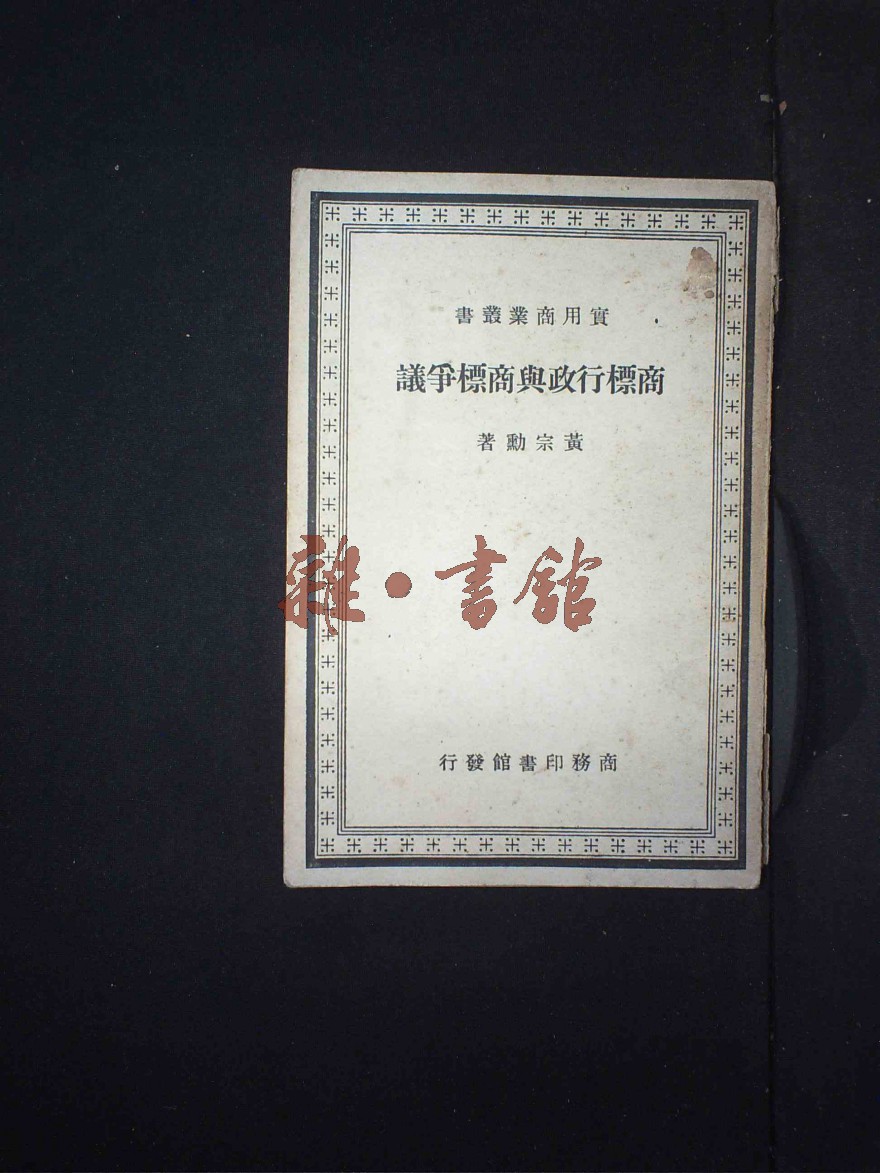 實用商業叢書
商標行政與商標爭議
黃宗勳著
雜·書館
商務印書館發行